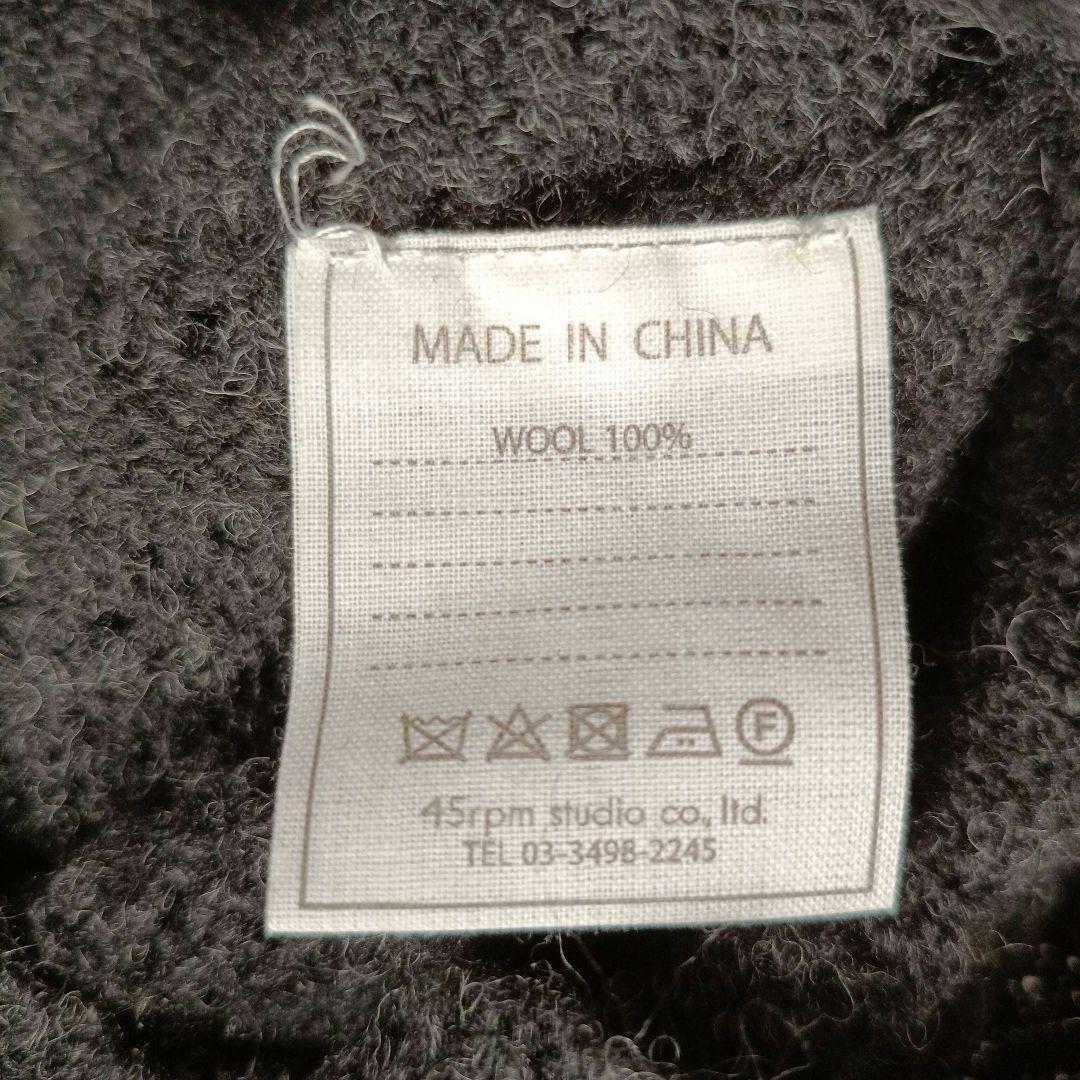 MADE IN CHINA
WOOL 100%
F
45rpm studio co., ltd.
TEL 03-3498-2245